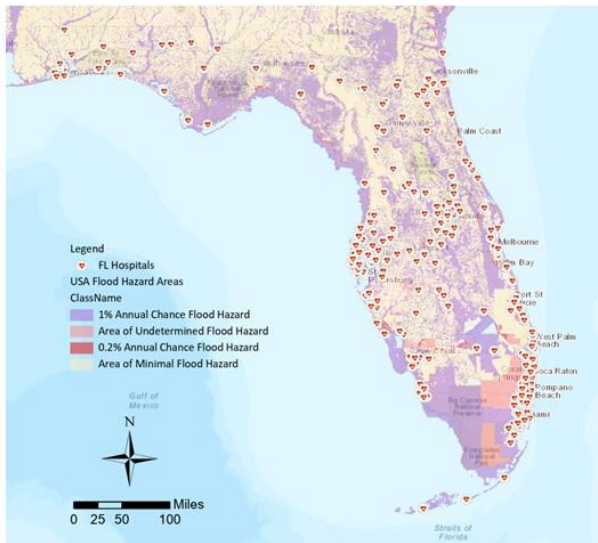 Jacksonville
Palm Coast
Melbourne
Palm Bay
Port St
West Palm
Beach
Boca Raton
Pompano
Beach
Legend
FL Hospitals
USA Flood Hazard Areas
ClassName
1% Annual Chance Flood Hazard
Area of Undetermined Flood Hazard
0.2% Annual Chance Flood Hazard
Area of Minimal Flood Hazard
Gulf of
Mexico
Big Cypress
National
Preserve
Everglades
National
Park
N
Miles
0 25 50 100
Straits of
Florida